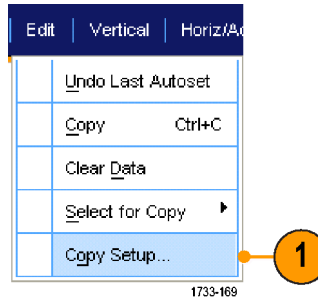 Edit | Vertical | Horiz/Ac
Undo Last Autoset
Copy Ctrl+C
Clear Data
Select for Copy
Copy Setup...
1
1733-169